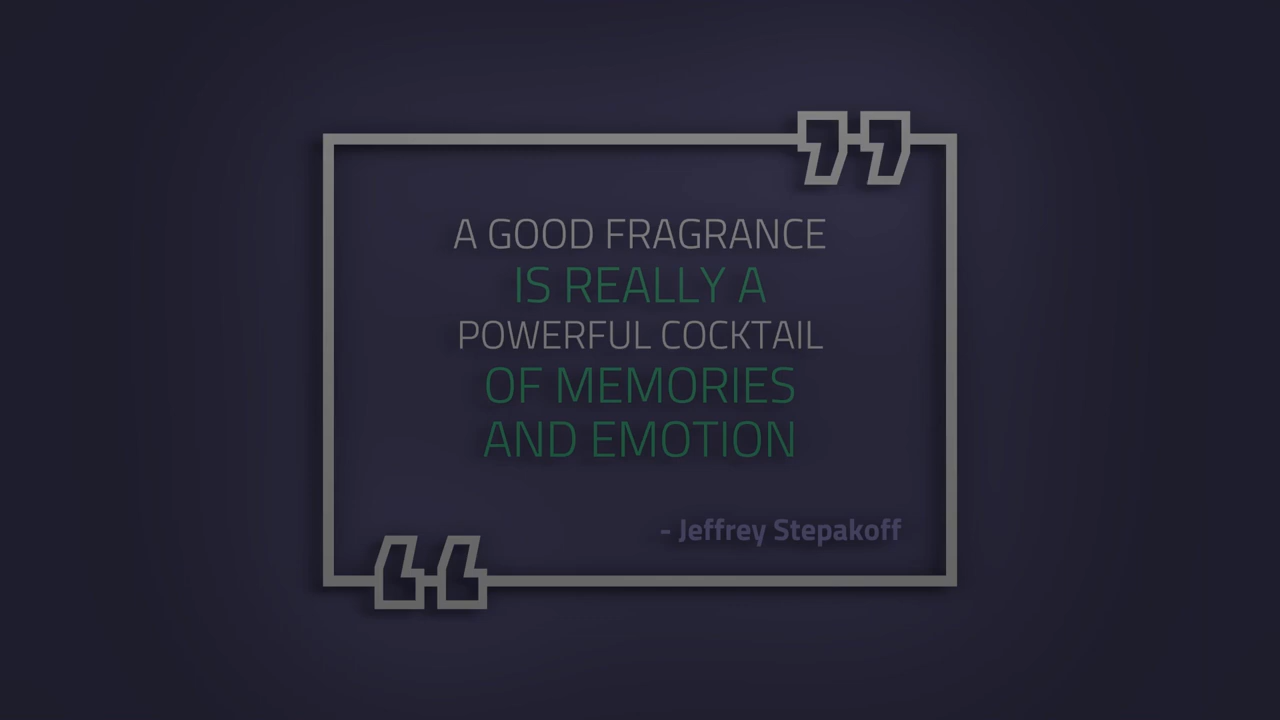 A GOOD FRAGRANCE
IS REALLY A
POWERFUL COCKTAIL
OF MEMORIES
AND EMOTION
- Jeffrey Stepakoff